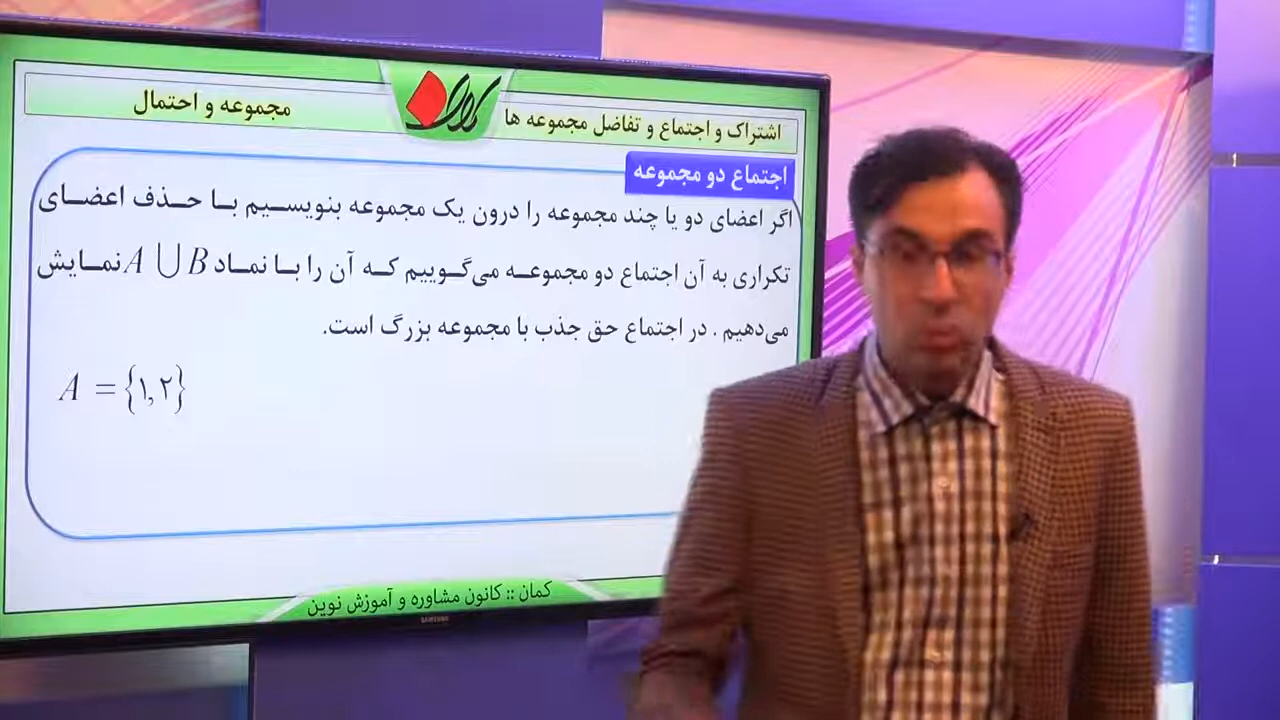 اشتراک و اجتماع و تفاضل مجموعه ها
مجموعه و احتمال
اجتماع دو مجموعه
اگر اعضای دو یا چند مجموعه را درون یک مجموعه بنویسیم با حذف اعضای
تکراری به آن اجتماع دو مجموعه می‌گوییم که آن را با نماد A ∪ B نمایش
می‌دهیم . در اجتماع حق جذب با مجموعه بزرگ است.
A = {۱,۲}
کمان :: کانون مشاوره و آموزش نوین
SAMSUNG